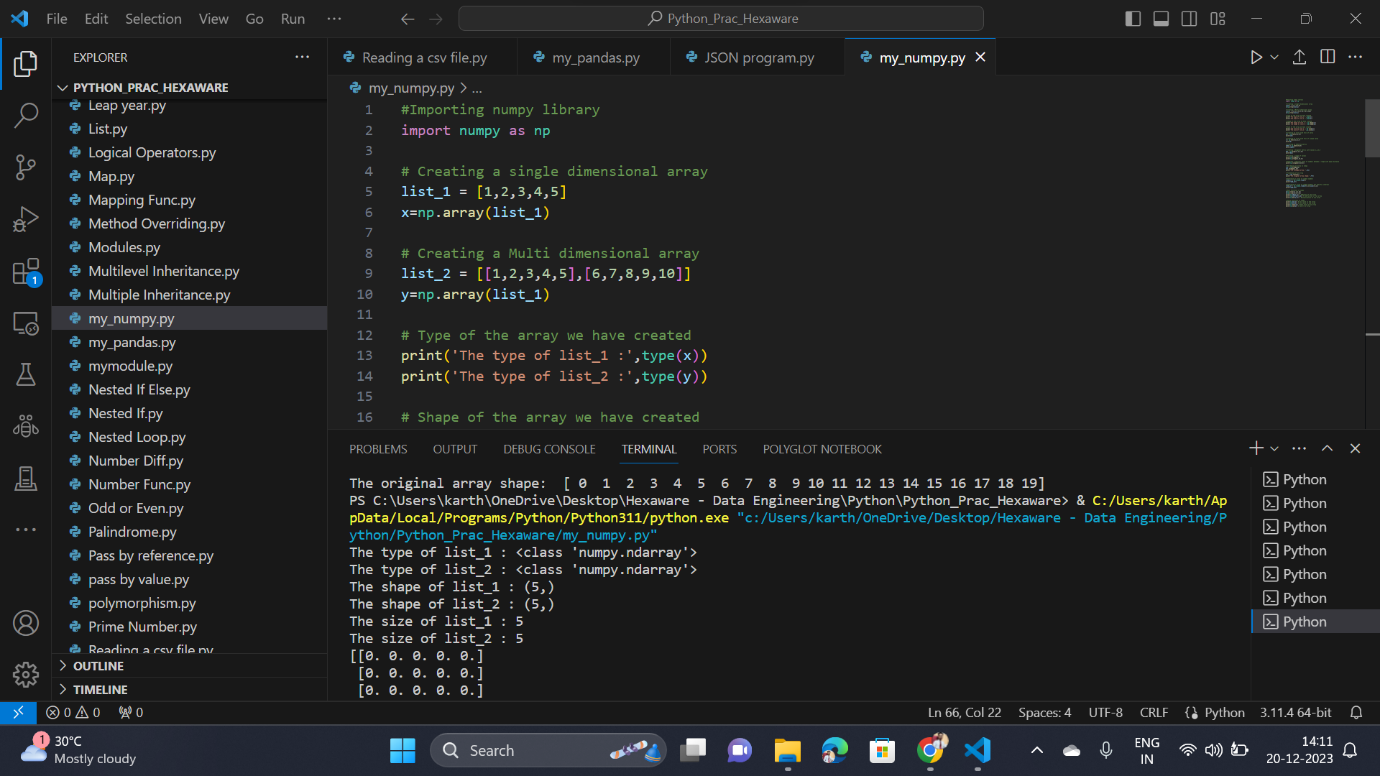 File Edit Selection View Go Run ···
Python_Prac_Hexaware
EXPLORER
PYTHON_PRAC_HEXAWARE
Leap year.py
List.py
Logical Operators.py
Map.py
Mapping Func.py
Method Overriding.py
Modules.py
Multilevel Inheritance.py
Multiple Inheritance.py
my_numpy.py
my_pandas.py
mymodule.py
Nested If Else.py
Nested If.py
Nested Loop.py
Number Diff.py
Number Func.py
Odd or Even.py
Palindrome.py
Pass by reference.py
pass by value.py
polymorphism.py
Prime Number.py
Reading a csv file.py
OUTLINE
TIMELINE
1
Reading a csv file.py my_pandas.py JSON program.py my_numpy.py
my_numpy.py > ...
1 #Importing numpy library
2 import numpy as np
3
4 # Creating a single dimensional array
5 list_1 = [1,2,3,4,5]
6 x=np.array(list_1)
7
8 # Creating a Multi dimensional array
9 list_2 = [[1,2,3,4,5],[6,7,8,9,10]]
10 y=np.array(list_1)
11
12 # Type of the array we have created
13 print('The type of list_1 :',type(x))
14 print('The type of list_2 :',type(y))
15
16 # Shape of the array we have created
PROBLEMS OUTPUT DEBUG CONSOLE TERMINAL PORTS POLYGLOT NOTEBOOK
The original array shape:  [ 0  1  2  3  4  5  6  7  8  9 10 11 12 13 14 15 16 17 18 19]
PS C:\Users\karth\OneDrive\Desktop\Hexaware - Data Engineering\Python\Python_Prac_Hexaware> & C:/Users/karth/Ap
pData/Local/Programs/Python/Python311/python.exe "c:/Users/karth/OneDrive/Desktop/Hexaware - Data Engineering/P
ython/Python_Prac_Hexaware/my_numpy.py"
The type of list_1 : <class 'numpy.ndarray'>
The type of list_2 : <class 'numpy.ndarray'>
The shape of list_1 : (5,)
The shape of list_2 : (5,)
The size of list_1 : 5
The size of list_2 : 5
[[0. 0. 0. 0. 0.]
 [0. 0. 0. 0. 0.]
 [0. 0. 0. 0. 0.]
Python
Python
Python
Python
Python
Python
Python
0 0 0 Ln 66, Col 22 Spaces: 4 UTF-8 CRLF Python 3.11.4 64-bit
1
30°C
Mostly cloudy
Search
ENG
IN
14:11
20-12-2023